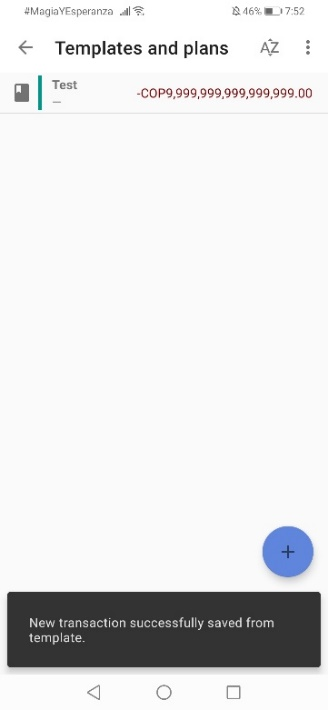 #MagiaYEsperanza 46% 7:52
Templates and plans AZ
Test
-COP9,999,999,999,999,999.00
—
New transaction successfully saved from
template.